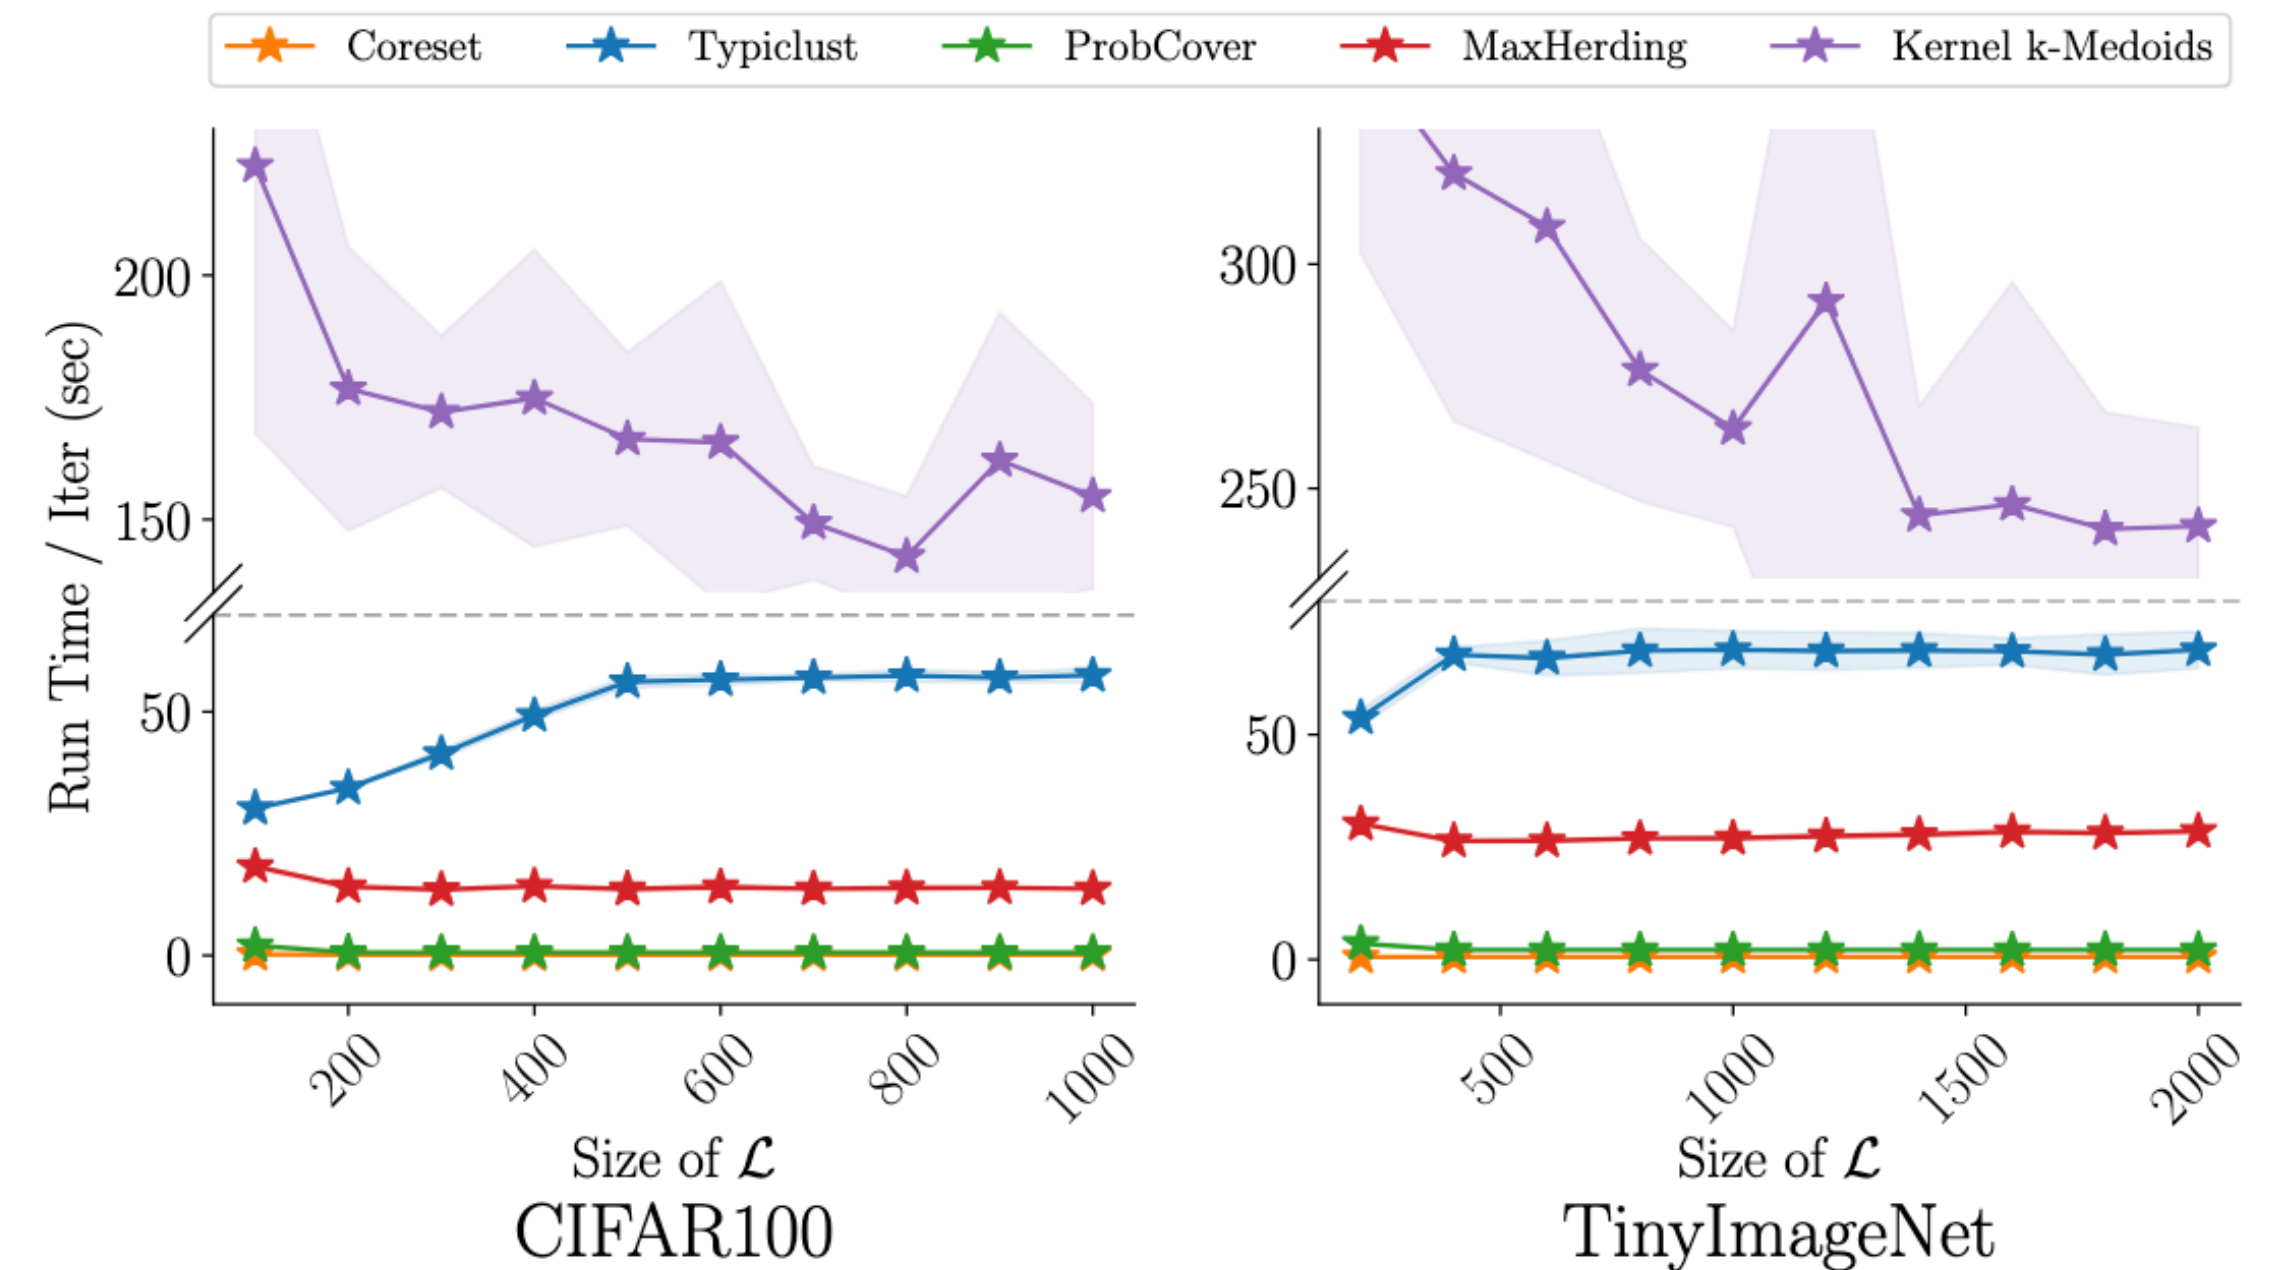 Coreset Typiclust ProbCover MaxHerding Kernel k-Medoids
Run Time / Iter (sec)
200
150
50
0
200 400 600 800 1000
Size of ℒ
CIFAR100
300
250
50
0
500 1000 1500 2000
Size of ℒ
TinyImageNet